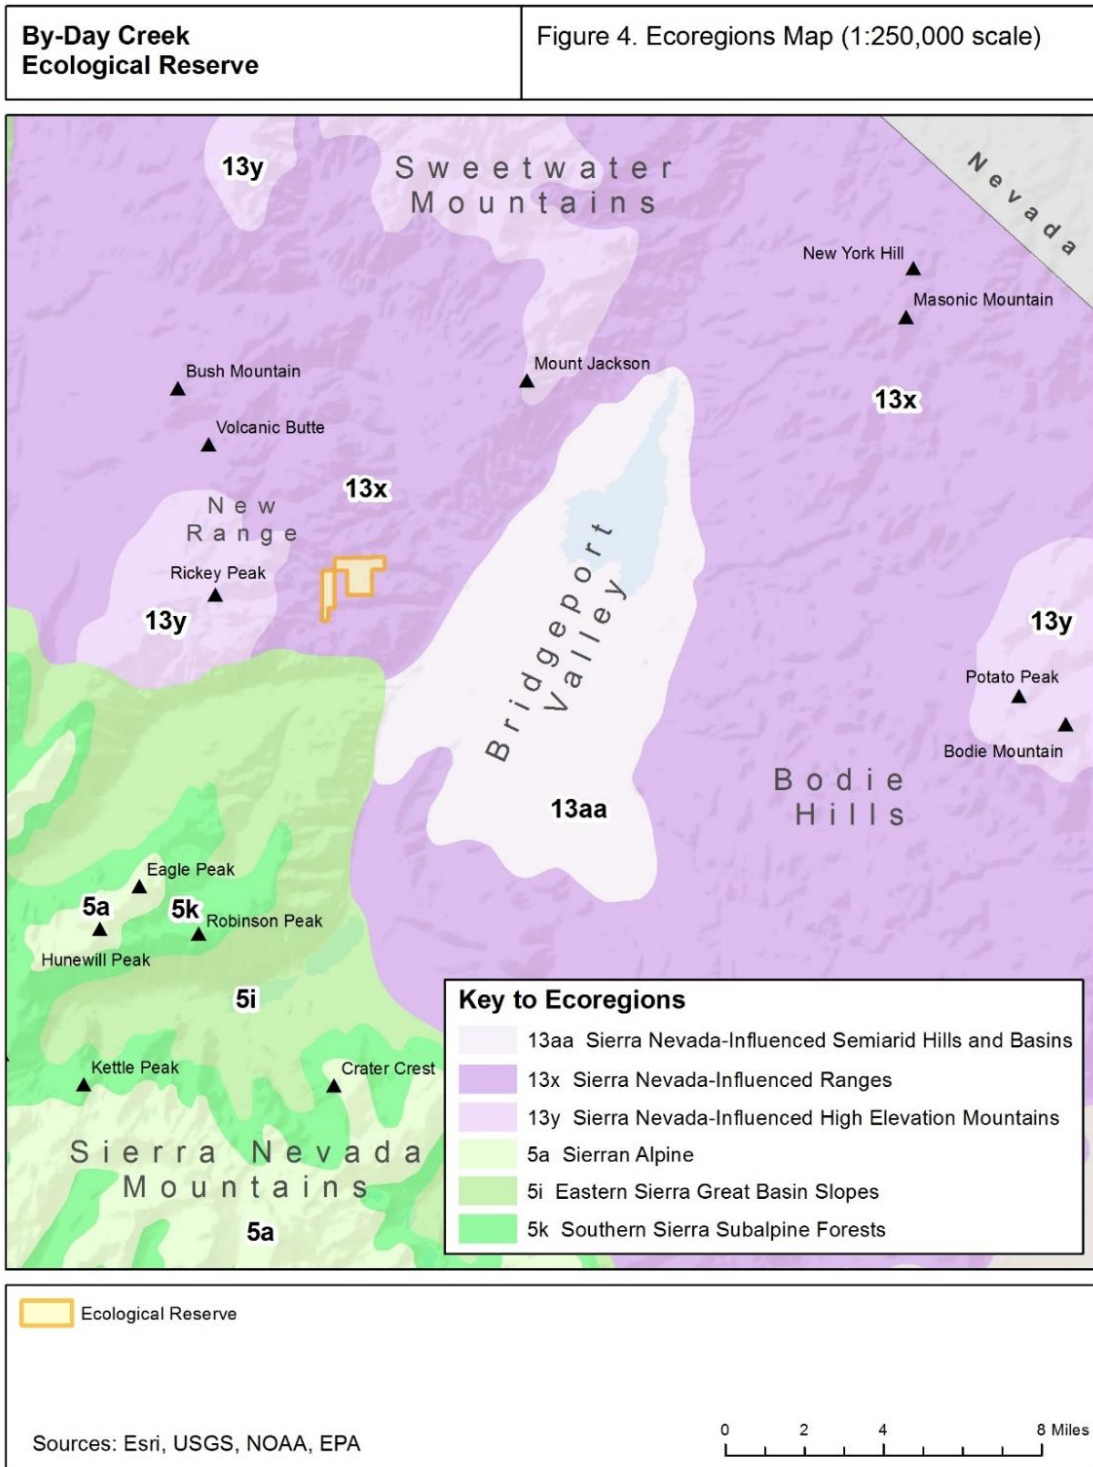 By-Day Creek
Ecological Reserve
Figure 4. Ecoregions Map (1:250,000 scale)
13y
Sweetwater
Mountains
Nevada
New York Hill
Masonic Mountain
Mount Jackson
Bush Mountain
13x
Volcanic Butte
13x
New
Range
Rickey Peak
13y
Bridgeport
Valley
13y
Potato Peak
Bodie Mountain
Bodie
Hills
13aa
Eagle Peak
5a
5k
Robinson Peak
Hunewill Peak
5i
Kettle Peak
Crater Crest
Sierra Nevada
Mountains
5a
Key to Ecoregions
13aa Sierra Nevada-Influenced Semiarid Hills and Basins
13x Sierra Nevada-Influenced Ranges
13y Sierra Nevada-Influenced High Elevation Mountains
5a Sierran Alpine
5i Eastern Sierra Great Basin Slopes
5k Southern Sierra Subalpine Forests
Ecological Reserve
Sources: Esri, USGS, NOAA, EPA
0 2 4 8 Miles